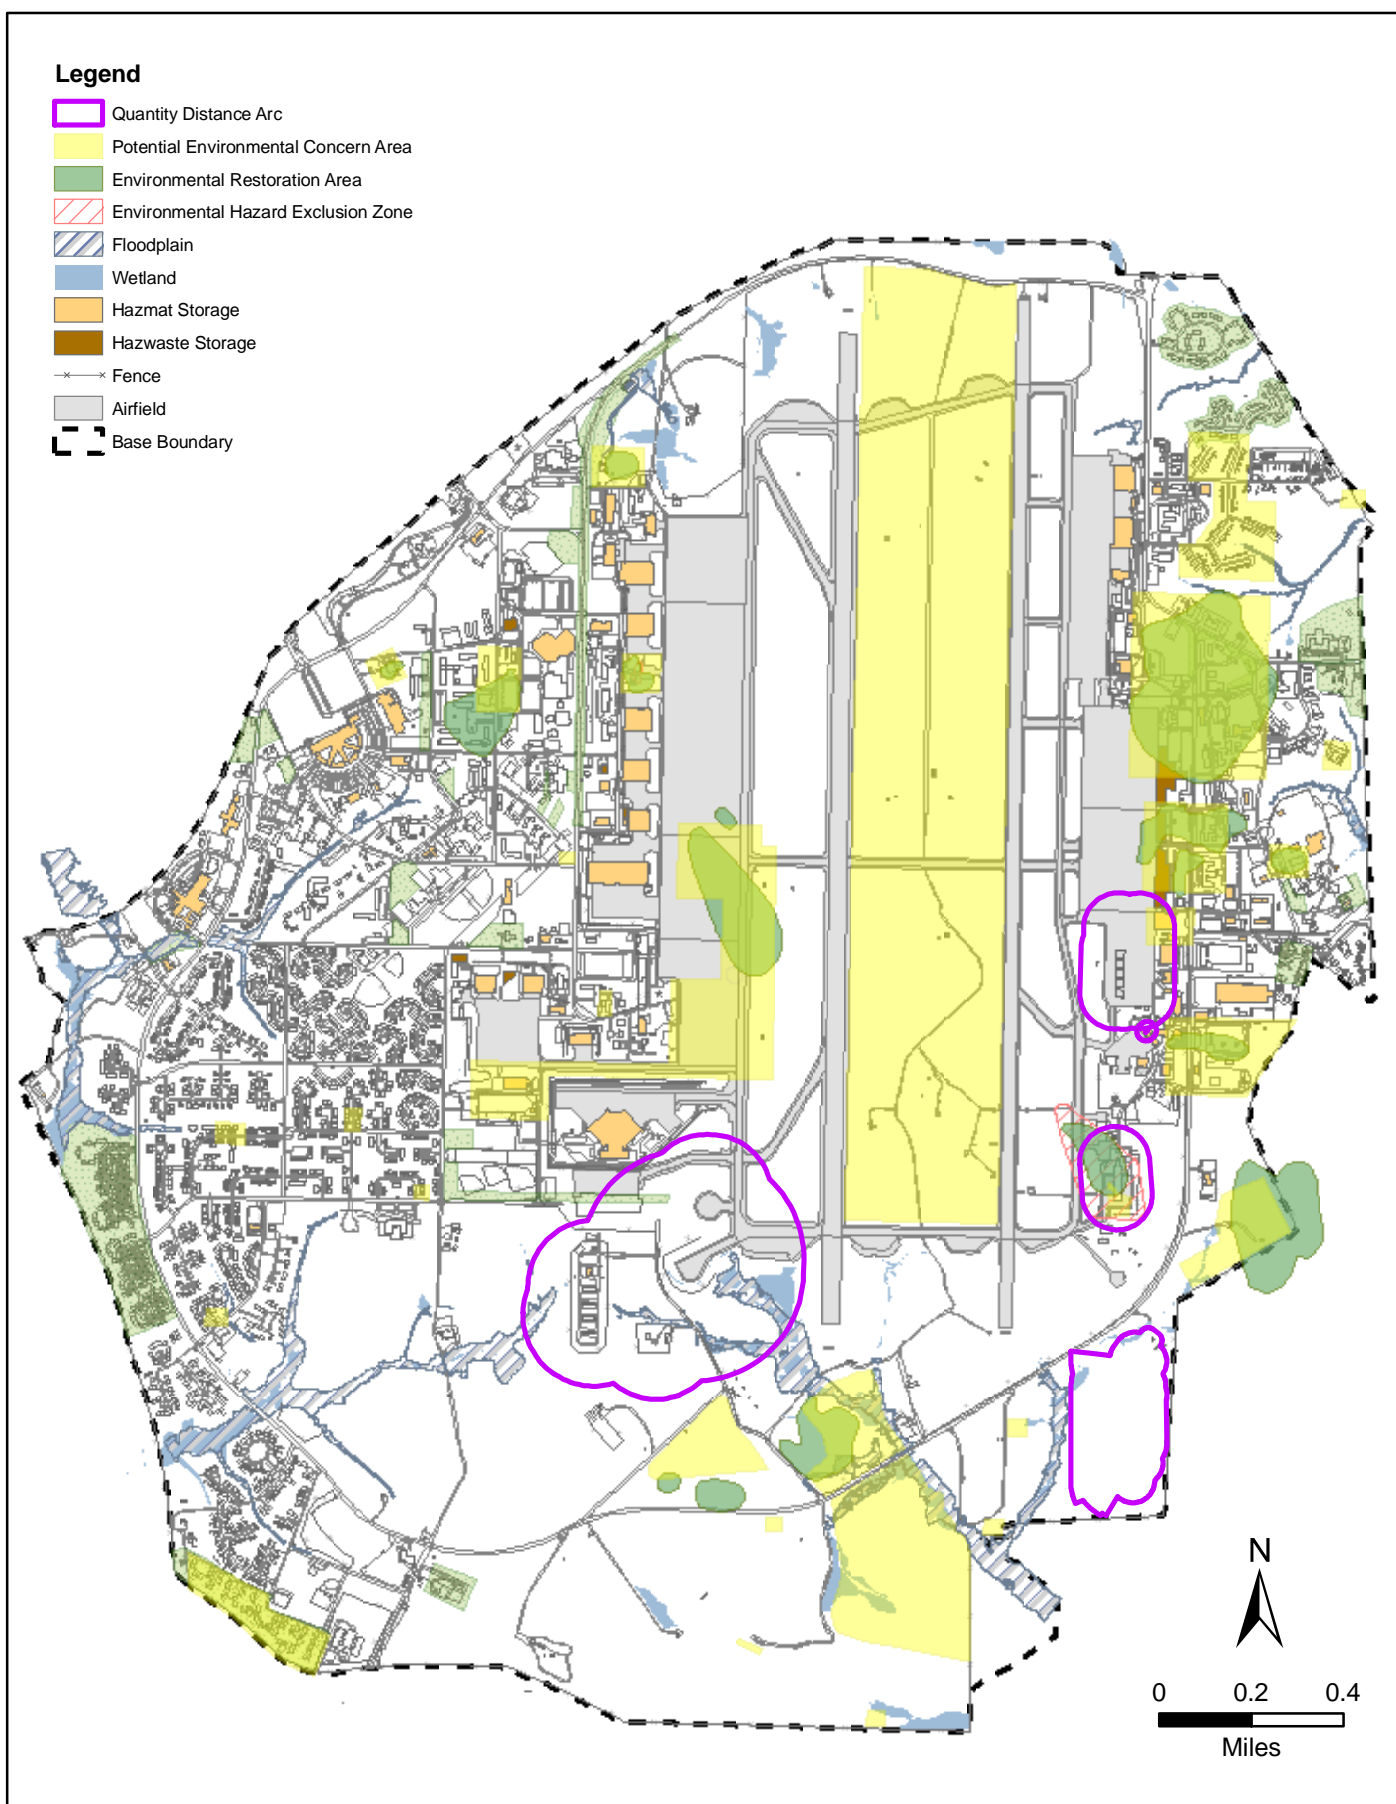 Legend
Quantity Distance Arc
Potential Environmental Concern Area
Environmental Restoration Area
Environmental Hazard Exclusion Zone
Floodplain
Wetland
Hazmat Storage
Hazwaste Storage
Fence
Airfield
Base Boundary
N
0 0.2 0.4
Miles